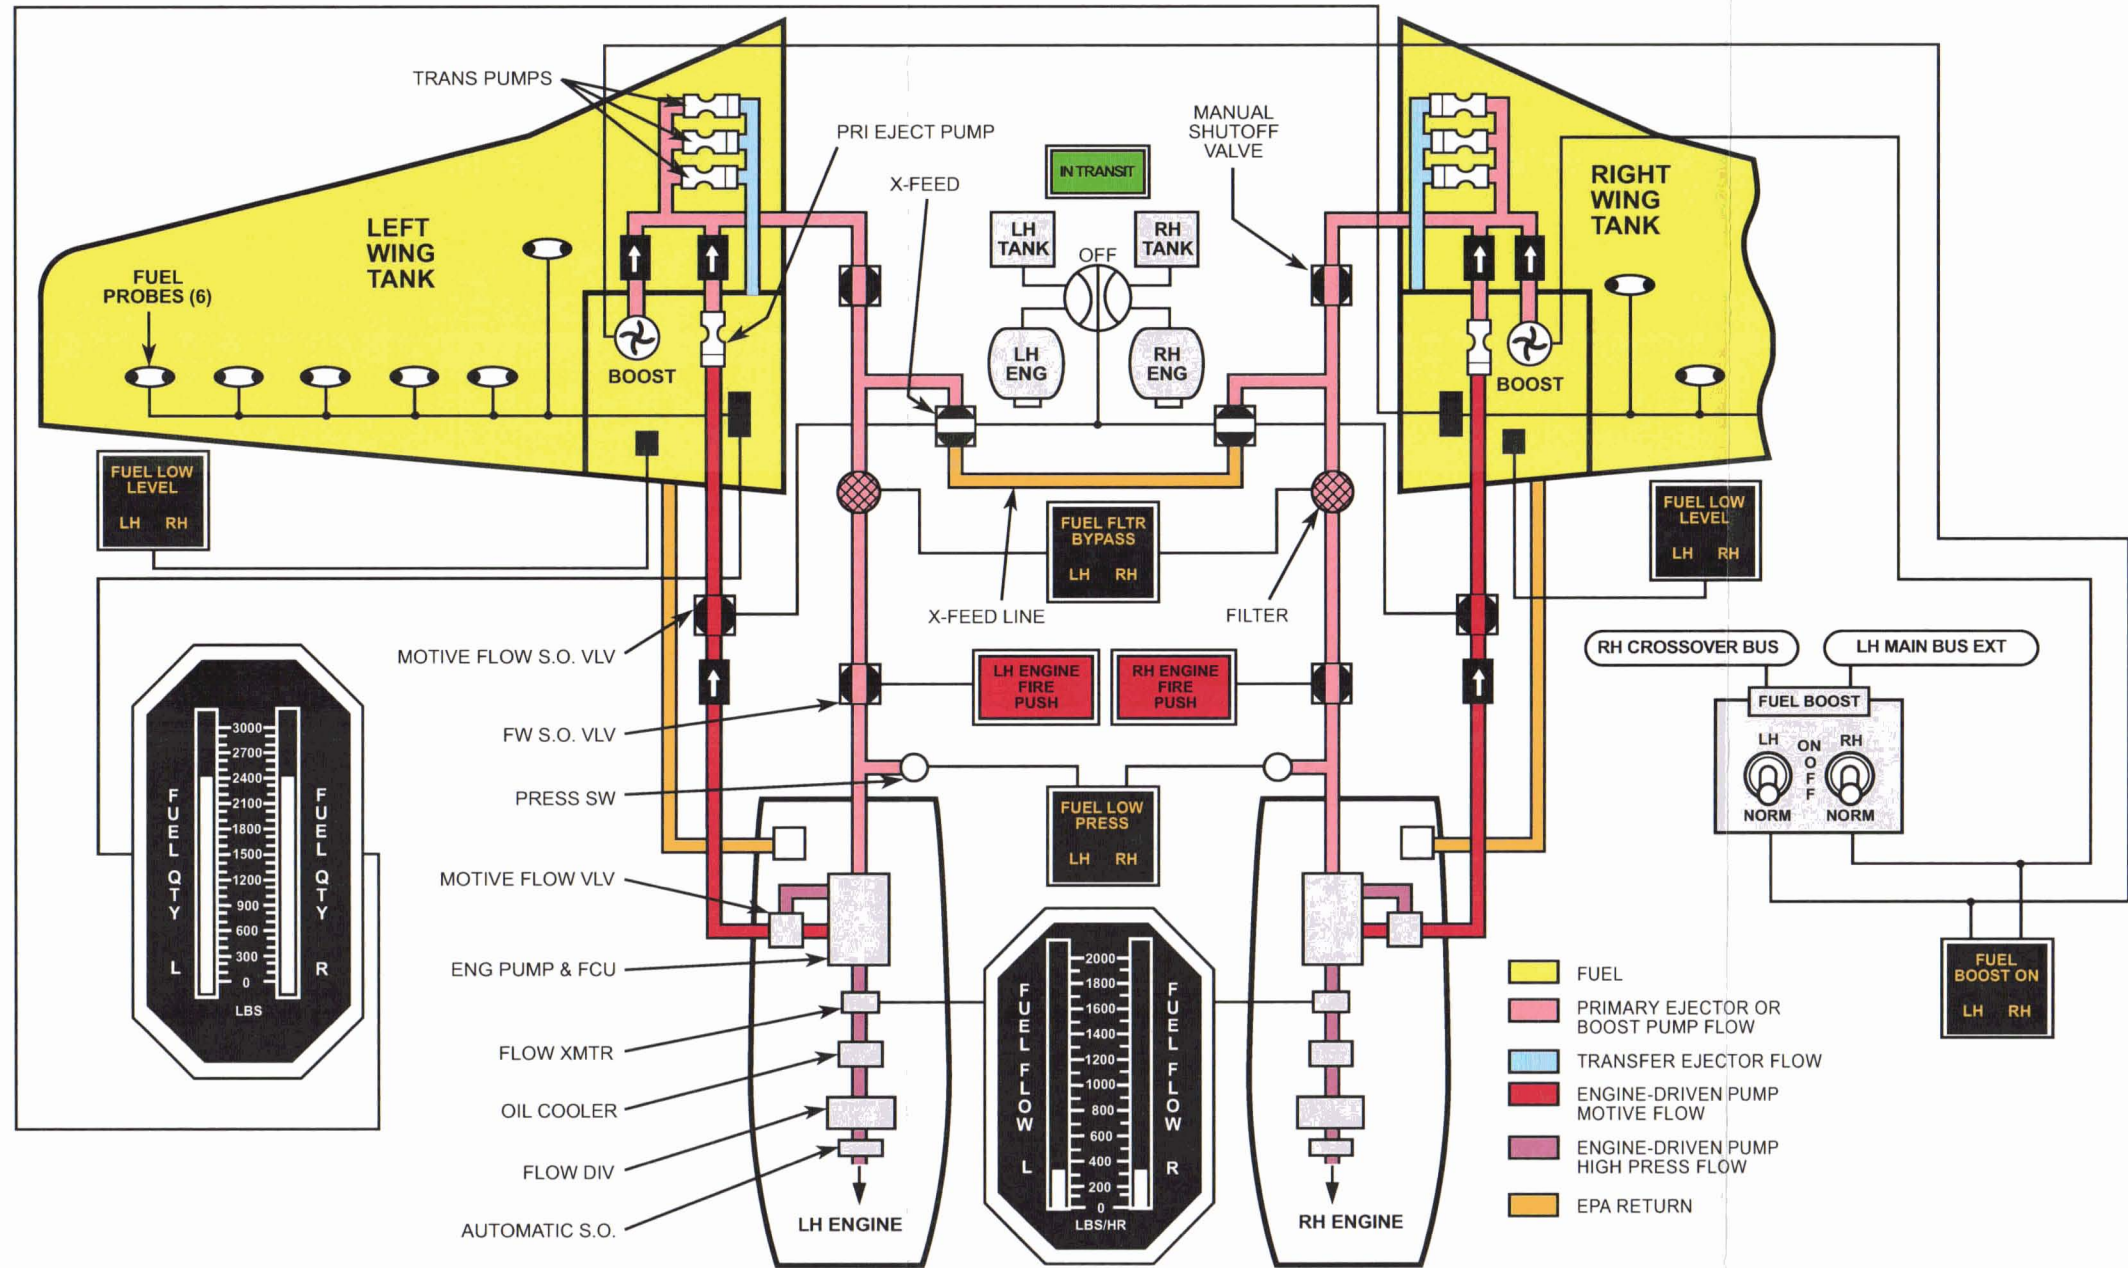 TRANS PUMPS
PRI EJECT PUMP
X-FEED
MANUAL
SHUTOFF
VALVE
IN TRANSIT
LH
TANK
RH
TANK
OFF
LH
ENG
RH
ENG
LEFT
WING
TANK
RIGHT
WING
TANK
FUEL
PROBES (6)
BOOST
BOOST
FUEL LOW
LEVEL
LH RH
FUEL FLTR
BYPASS
LH RH
FUEL LOW
LEVEL
LH RH
X-FEED LINE
FILTER
MOTIVE FLOW S.O. VLV
LH ENGINE
FIRE
PUSH
RH ENGINE
FIRE
PUSH
RH CROSSOVER BUS
LH MAIN BUS EXT
FUEL BOOST
LH
ON
OFF
RH
NORM
NORM
FW S.O. VLV
PRESS SW
FUEL LOW
PRESS
LH RH
3000
2700
2400
2100
1800
1500
1200
900
600
300
0
LBS
FUEL QTY L
FUEL QTY R
MOTIVE FLOW VLV
ENG PUMP & FCU
FLOW XMTR
OIL COOLER
FLOW DIV
AUTOMATIC S.O.
LH ENGINE
2000
1800
1600
1400
1200
1000
800
600
400
200
0
LBS/HR
FUEL FLOW L
FUEL FLOW R
RH ENGINE
FUEL
BOOST ON
LH RH
FUEL
PRIMARY EJECTOR OR
BOOST PUMP FLOW
TRANSFER EJECTOR FLOW
ENGINE-DRIVEN PUMP
MOTIVE FLOW
ENGINE-DRIVEN PUMP
HIGH PRESS FLOW
EPA RETURN